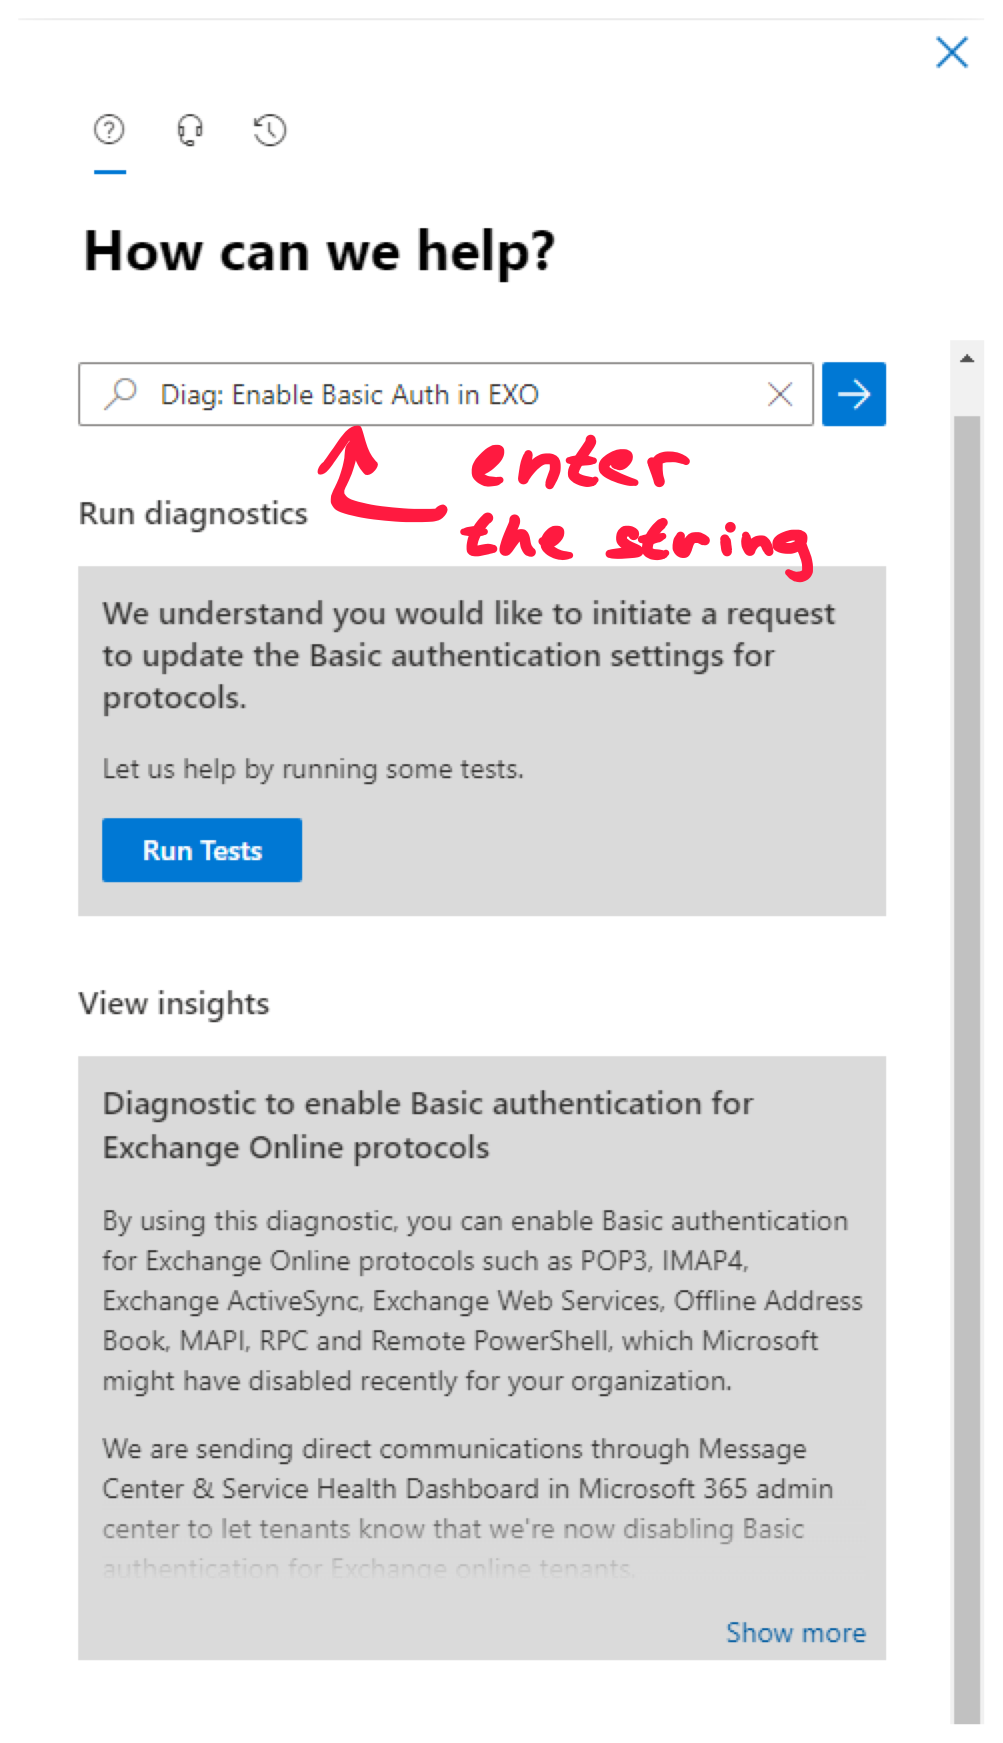 How can we help?
Diag: Enable Basic Auth in EXO
enter
the string
Run diagnostics
We understand you would like to initiate a request
to update the Basic authentication settings for
protocols.
Let us help by running some tests.
Run Tests
View insights
Diagnostic to enable Basic authentication for
Exchange Online protocols
By using this diagnostic, you can enable Basic authentication
for Exchange Online protocols such as POP3, IMAP4,
Exchange ActiveSync, Exchange Web Services, Offline Address
Book, MAPI, RPC and Remote PowerShell, which Microsoft
might have disabled recently for your organization.
We are sending direct communications through Message
Center & Service Health Dashboard in Microsoft 365 admin
center to let tenants know that we're now disabling Basic
authentication for Exchange online tenants.
Show more